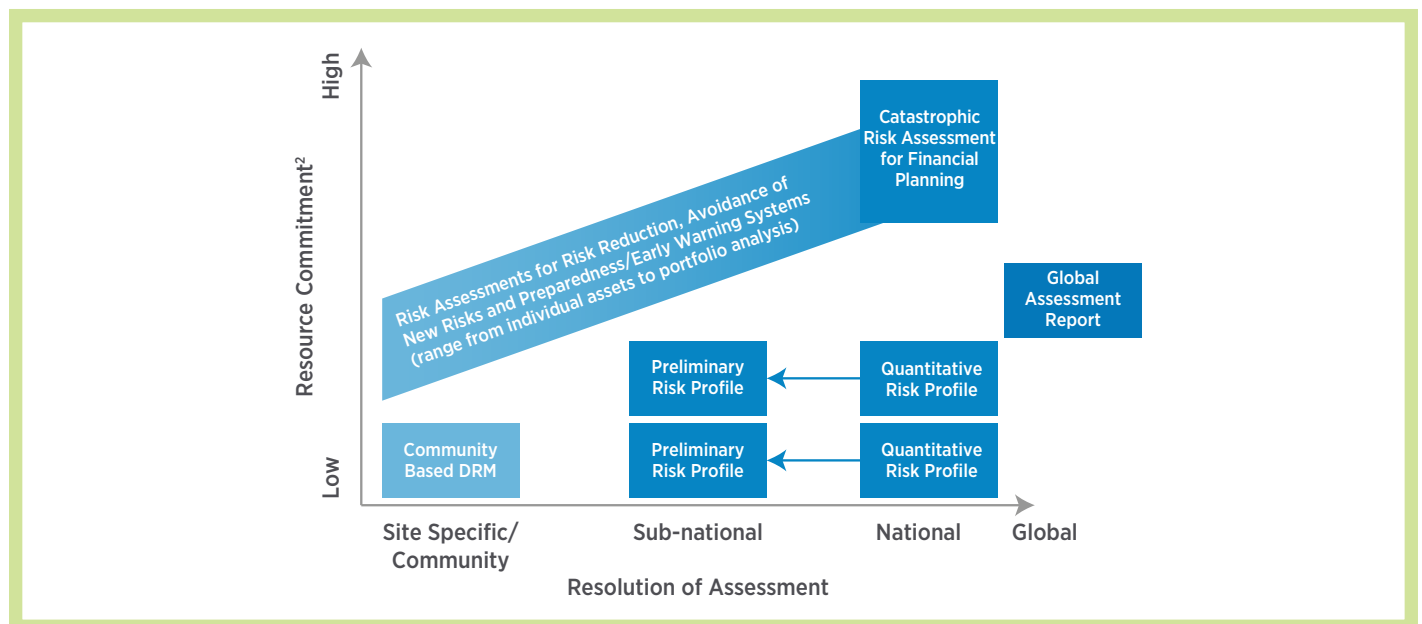 High
Resource Commitment²
Low
Catastrophic
Risk Assessment
for Financial
Planning
Risk Assessments for Risk Reduction, Avoidance of
New Risks and Preparedness/Early Warning Systems
(range from individual assets to portfolio analysis)
Global
Assessment
Report
Preliminary
Risk Profile
Quantitative
Risk Profile
Community
Based DRM
Preliminary
Risk Profile
Quantitative
Risk Profile
Site Specific/
Community
Sub-national
National
Global
Resolution of Assessment